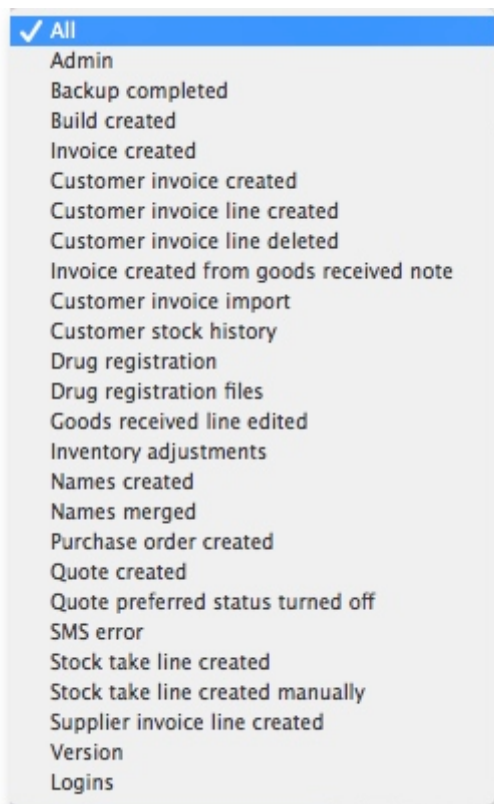 All
Admin
Backup completed
Build created
Invoice created
Customer invoice created
Customer invoice line created
Customer invoice line deleted
Invoice created from goods received note
Customer invoice import
Customer stock history
Drug registration
Drug registration files
Goods received line edited
Inventory adjustments
Names created
Names merged
Purchase order created
Quote created
Quote preferred status turned off
SMS error
Stock take line created
Stock take line created manually
Supplier invoice line created
Version
Logins